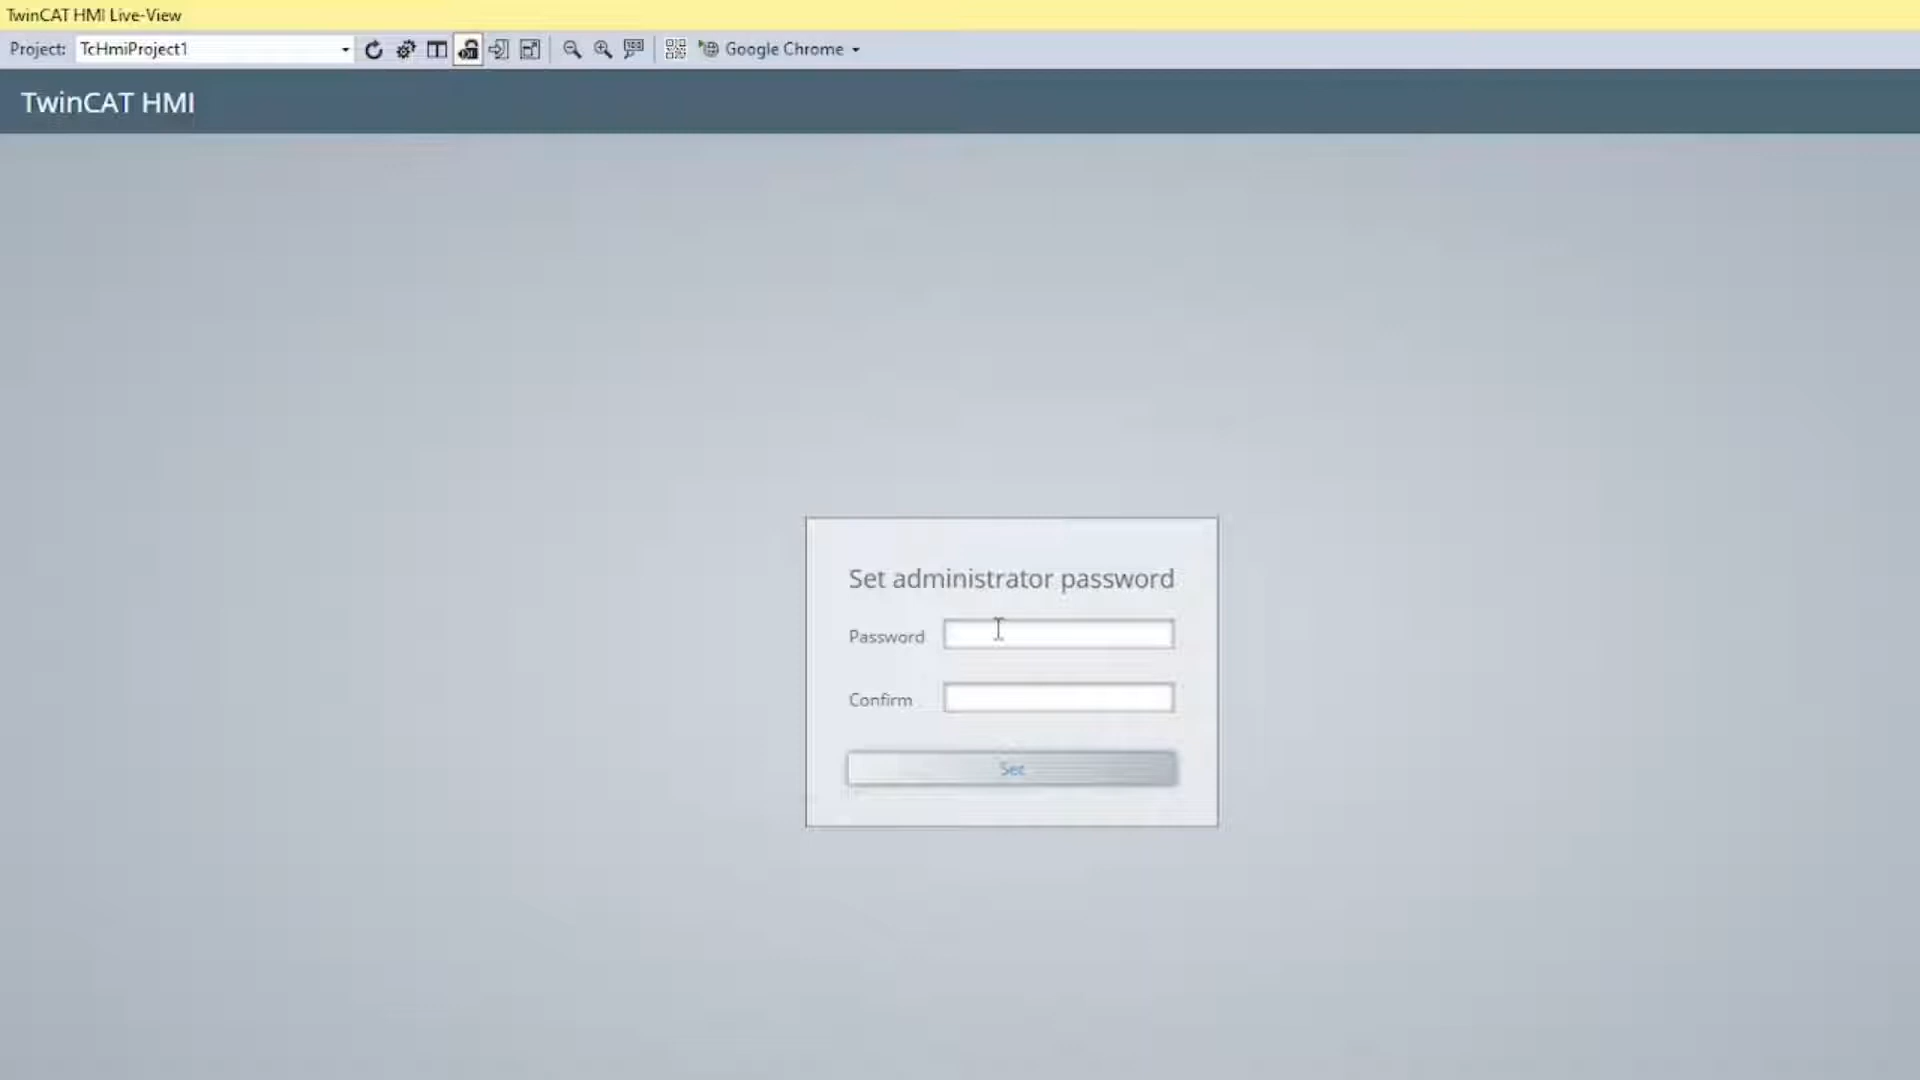 TwinCAT HMI Live-View
Project: TcHmiProject1 Google Chrome
TwinCAT HMI
Set administrator password
Password
Confirm
Set